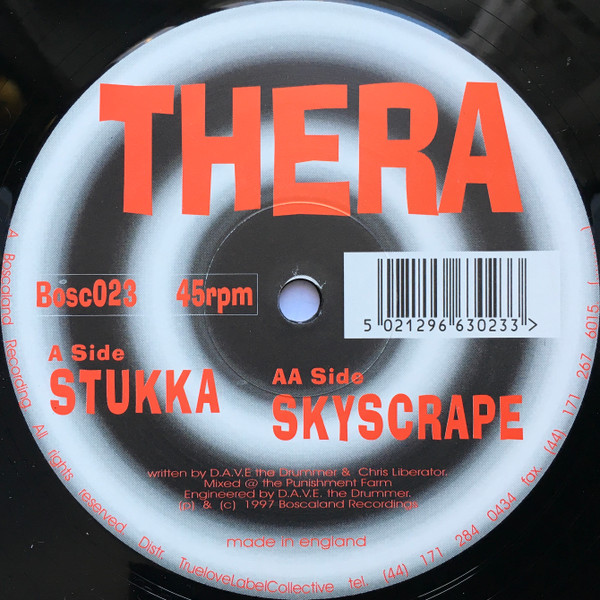 THERA
Bosc023 45rpm
5 021296 630233 >
A Side
STUKKA
AA Side
SKYSCRAPE
written by D.A.V.E the Drummer & Chris Liberator.
Mixed @ the Punishment Farm
Engineered by D.A.V.E. the Drummer.
(p) & (c) 1997 Boscaland Recordings
made in england
A Boscaland Recording. All rights reserved. Distr. TrueloveLabelCollective tel. (44) 171 284 0434 fax. (44) 171 267 6015